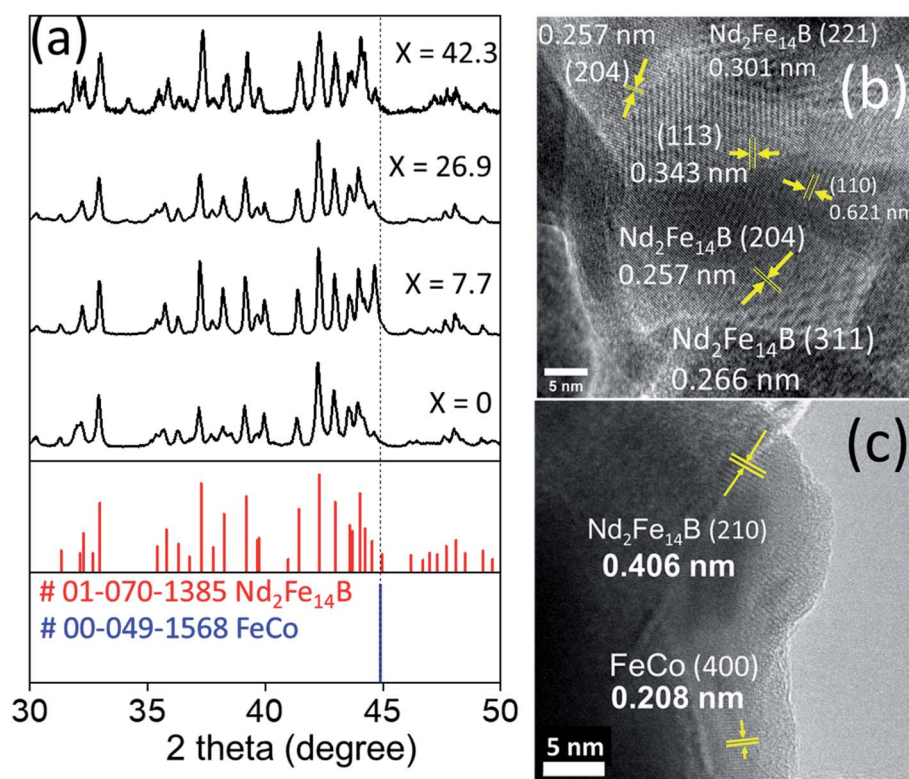 (a)
X = 42.3
X = 26.9
X = 7.7
X = 0
# 01-070-1385 Nd₂Fe₁₄B
# 00-049-1568 FeCo
30 35 40 45 50
2 theta (degree)
(b)
0.257 nm
(204)
Nd₂Fe₁₄B (221)
0.301 nm
(113)
0.343 nm
(110)
0.621 nm
Nd₂Fe₁₄B (204)
0.257 nm
Nd₂Fe₁₄B (311)
0.266 nm
5 nm
(c)
Nd₂Fe₁₄B (210)
0.406 nm
FeCo (400)
0.208 nm
5 nm